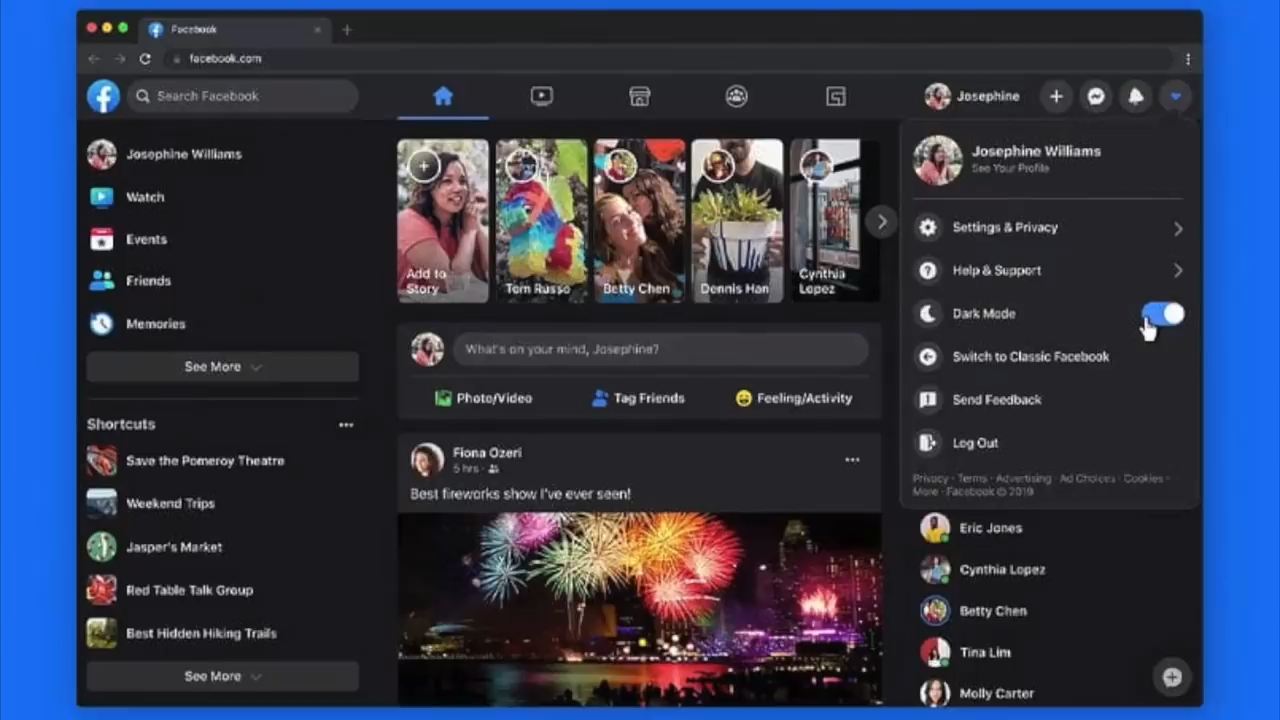 Facebook
facebook.com
Search Facebook
Josephine
Josephine Williams
Watch
Events
Friends
Memories
See More
Shortcuts
Save the Pomeroy Theatre
Weekend Trips
Jasper's Market
Red Table Talk Group
Best Hidden Hiking Trails
See More
Add to
Story
Tom Russo
Betty Chen
Dennis Han
Cynthia
Lopez
What's on your mind, Josephine?
Photo/Video
Tag Friends
Feeling/Activity
Fiona Ozeri
5 hrs ·
Best fireworks show I've ever seen!
Josephine Williams
See Your Profile
Settings & Privacy
Help & Support
Dark Mode
Switch to Classic Facebook
Send Feedback
Log Out
Privacy · Terms · Advertising · Ad Choices · Cookies ·
More · Facebook © 2019
Eric Jones
Cynthia Lopez
Betty Chen
Tina Lim
Molly Carter